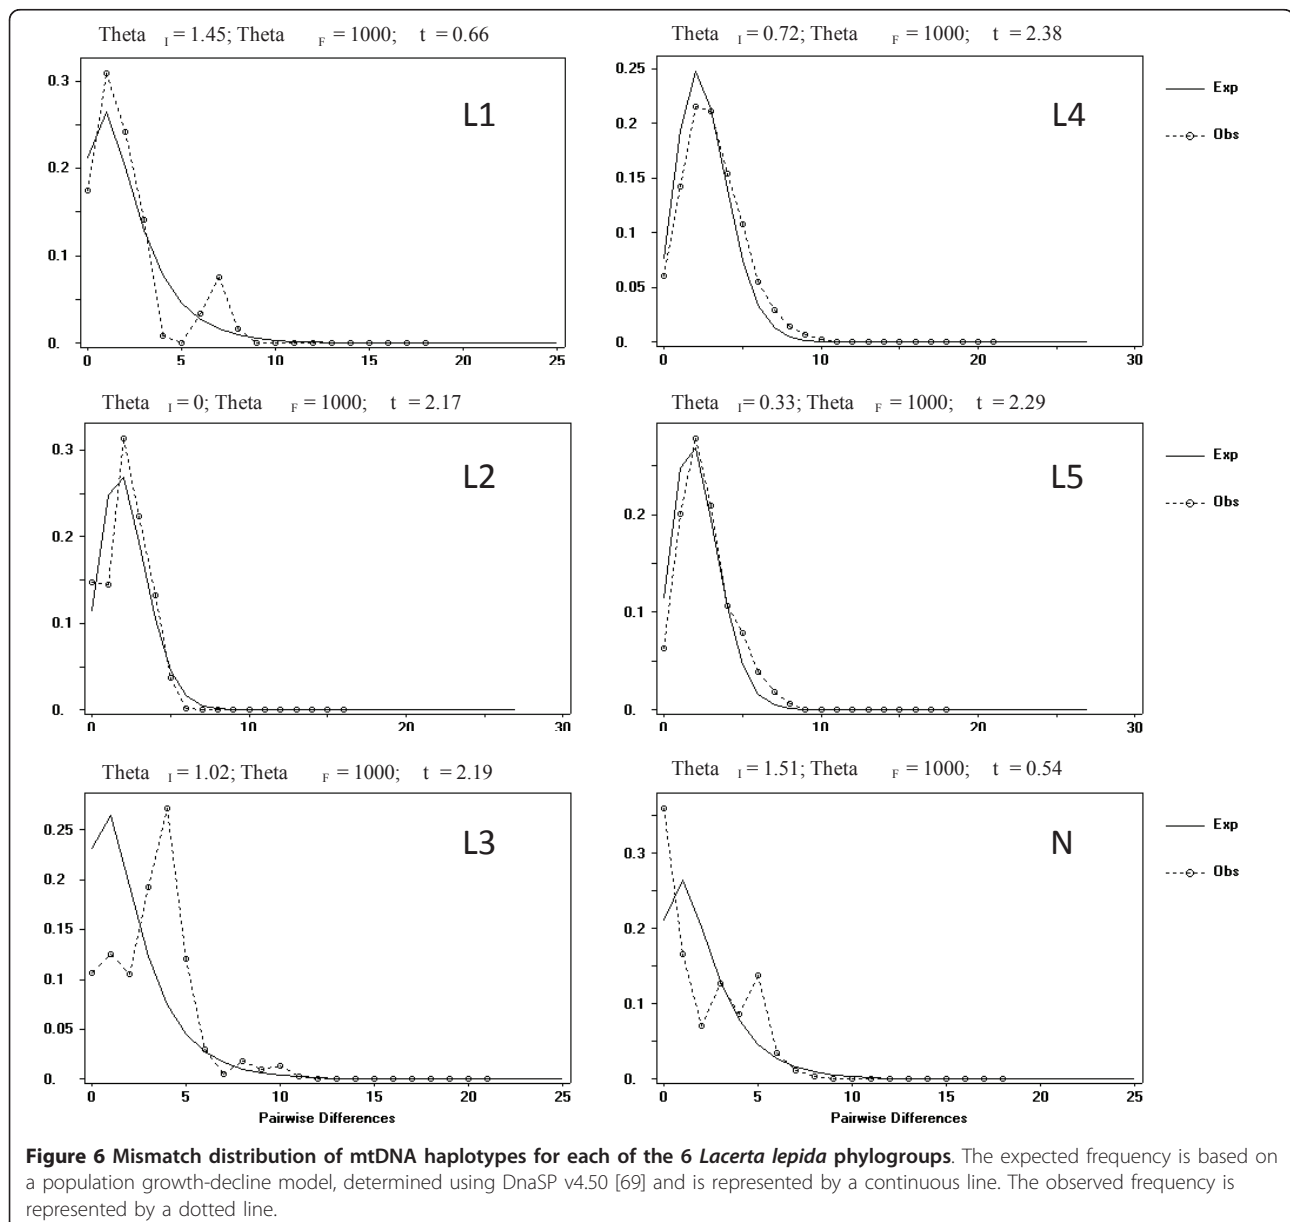 Theta I = 1.45; Theta F = 1000; t = 0.66
0.3
0.2
0.1
0.
0 5 10 15 20 25
L1
Theta I = 0.72; Theta F = 1000; t = 2.38
0.25
0.20
0.15
0.10
0.05
0.
0 10 20 30
L4
Exp
Obs
Theta I = 0; Theta F = 1000; t = 2.17
0.3
0.2
0.1
0.
0 10 20 30
L2
Theta I = 0.33; Theta F = 1000; t = 2.29
0.2
0.1
0.
0 10 20 30
L5
Exp
Obs
Theta I = 1.02; Theta F = 1000; t = 2.19
0.25
0.20
0.15
0.1
0.05
0.
0 5 10 15 20 25
Pairwise Differences
L3
Theta I = 1.51; Theta F = 1000; t = 0.54
0.3
0.2
0.1
0.
0 5 10 15 20 25
Pairwise Differences
N
Exp
Obs
Figure 6 Mismatch distribution of mtDNA haplotypes for each of the 6 Lacerta lepida phylogroups. The expected frequency is based on
a population growth-decline model, determined using DnaSP v4.50 [69] and is represented by a continuous line. The observed frequency is
represented by a dotted line.